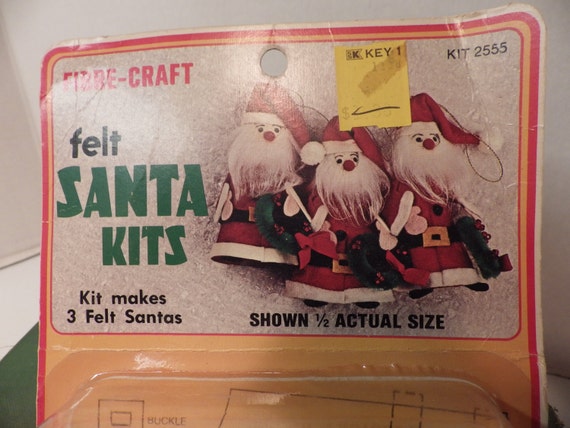 FIBRE-CRAFT
K KEY 1
KIT 2555
felt
SANTA
KITS
Kit makes
3 Felt Santas
SHOWN ½ ACTUAL SIZE
BUCKLE